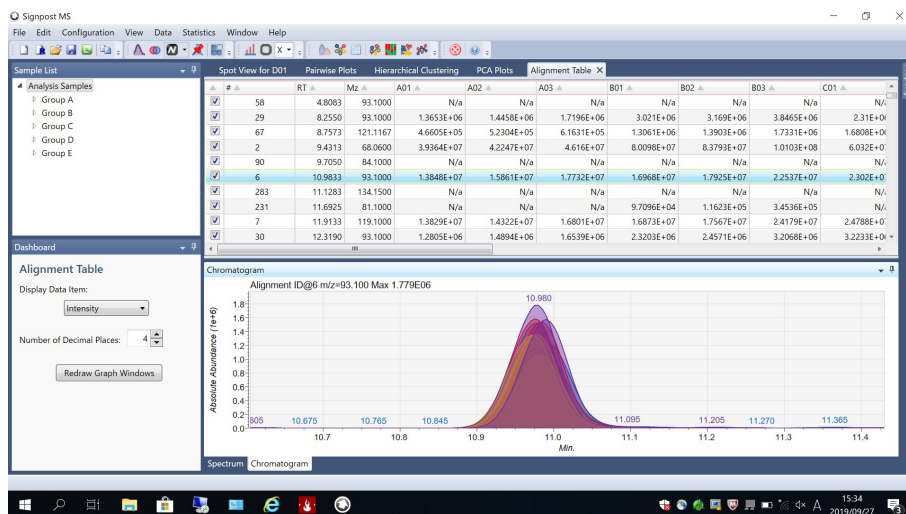 Signpost MS
File Edit Configuration View Data Statistics Window Help
Sample List
Analysis Samples
Group A
Group B
Group C
Group D
Group E
Spot View for D01 Pairwise Plots Hierarchical Clustering PCA Plots Alignment Table X
# RT Mz A01 A02 A03 B01 B02 B03 C01
58 4.8083 93.1000 N/a N/a N/a N/a N/a N/a N/
29 8.2550 93.1000 1.3653E+06 1.4458E+06 1.7196E+06 3.021E+06 3.169E+06 3.8465E+06 2.31E+0
67 8.7573 121.1167 4.6605E+05 5.2304E+05 6.1631E+05 1.3061E+06 1.3903E+06 1.7331E+06 1.6808E+0
2 9.4313 68.0600 3.9364E+07 4.2247E+07 4.616E+07 8.0098E+07 8.3793E+07 1.0103E+08 6.032E+0
90 9.7050 84.1000 N/a N/a N/a N/a N/a N/a N/
6 10.9833 93.1000 1.3848E+07 1.5861E+07 1.7732E+07 1.6968E+07 1.7925E+07 2.2537E+07 2.302E+0
283 11.1283 134.1500 N/a N/a N/a N/a N/a N/a N/
231 11.6925 81.1000 N/a N/a N/a 9.7096E+04 1.1623E+05 3.4536E+05 N/
7 11.9133 119.1000 1.3829E+07 1.4322E+07 1.6801E+07 1.6873E+07 1.7567E+07 2.4179E+07 2.4788E+0
30 12.3190 93.1000 1.2805E+06 1.4894E+06 1.6539E+06 2.3203E+06 2.4571E+06 3.2068E+06 3.2233E+0
Dashboard
Alignment Table
Display Data Item:
Intensity
Number of Decimal Places: 4
Redraw Graph Windows
Chromatogram
Alignment ID@6 m/z=93.100 Max 1.779E06
10.980
Absolute Abundance (1e+6)
1.8
1.6
1.4
1.2
1.0
0.8
0.6
0.4
0.2
0.0
805 10.675 10.765 10.845 11.095 11.205 11.270 11.365
10.7 10.8 10.9 11.0 11.1 11.2 11.3 11.4
Min.
Spectrum Chromatogram
A 15:34
2019/09/27
3